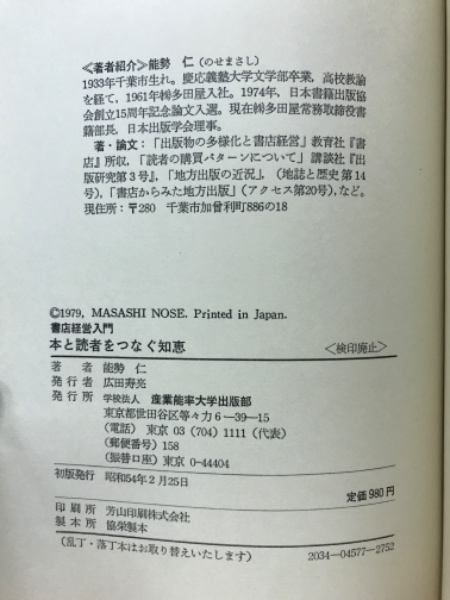 ≪著者紹介≫能勢 仁（のせまさし）
1933年千葉市生れ。慶応義塾大学文学部卒業，高校教諭
を経て，1961年㈱多田屋入社。1974年，日本書籍出版協
会創立15周年記念論文入選。現在㈱多田屋常務取締役書
籍部長，日本出版学会理事。
著・論文：「出版物の多様化と書店経営」教育社『書
店』所収，「読者の購買パターンについて」講談社『出
版研究第3号』，「地方出版の近況」，（地誌と歴史第14
号），「書店からみた地方出版」（アクセス第20号），など。
現住所：〒280 千葉市加曾利町886の18
©1979, MASASHI NOSE. Printed in Japan.
書店経営入門
本と読者をつなぐ知恵 〈検印廃止〉
著者 能勢 仁
発行者 広田寿亮
発行所 学校法人 産業能率大学出版部
東京都世田谷区等々力6―39―15
（電話） 東京 03（704）1111（代表）
（郵便番号）158
（振替口座）東京 0-44404
初版発行 昭和54年2月25日
定価980円
印刷所 芳山印刷株式会社
製本所 協栄製本
（乱丁・落丁本はお取り替えいたします） 2034―04577―2752